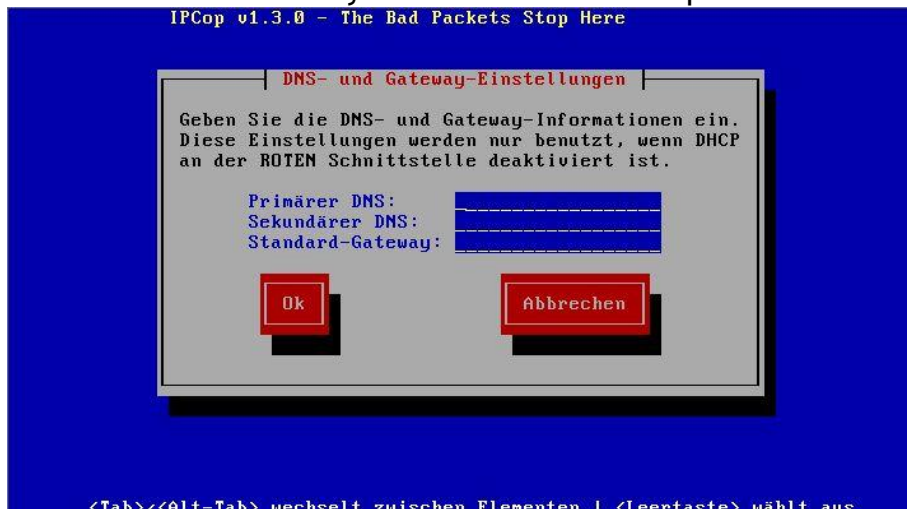 IPCop v1.3.0 - The Bad Packets Stop Here
DNS- und Gateway-Einstellungen
Geben Sie die DNS- und Gateway-Informationen ein.
Diese Einstellungen werden nur benutzt, wenn DHCP
an der ROTEN Schnittstelle deaktiviert ist.
Primärer DNS:
Sekundärer DNS:
Standard-Gateway:
Ok Abbrechen
<Tab>/<Alt-Tab> wechselt zwischen Elementen | <Leertaste> wählt aus